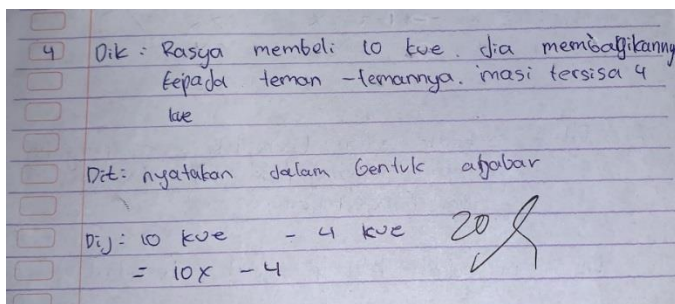 4 Dik : Rasya membeli 10 kue. dia membagikanny
kepada teman - temannya. masi tersisa 4
kue
Dit : nyatakan dalam bentuk aljabar
Dij : 10 kue - 4 kue 20
= 10x - 4